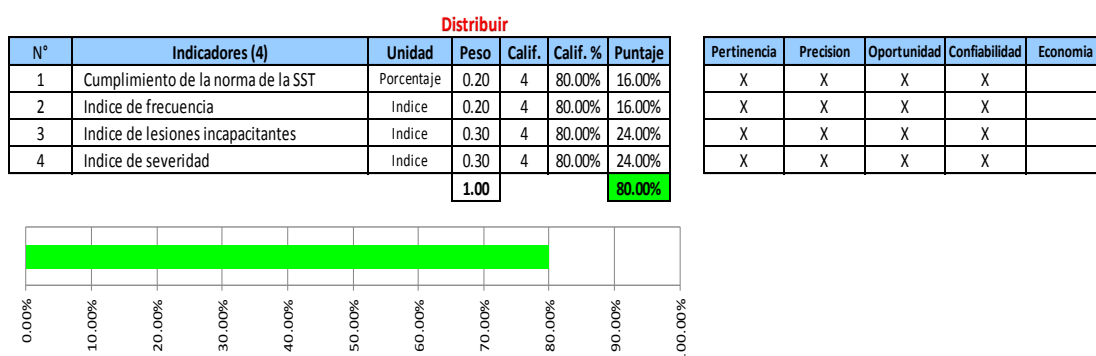 Distribuir
N° Indicadores (4) Unidad Peso Calif. Calif. % Puntaje Pertinencia Precision Oportunidad Confiabilidad Economia
1 Cumplimiento de la norma de la SST Porcentaje 0.20 4 80.00% 16.00% X X X X
2 Indice de frecuencia Indice 0.20 4 80.00% 16.00% X X X X
3 Indice de lesiones incapacitantes Indice 0.30 4 80.00% 24.00% X X X X
4 Indice de severidad Indice 0.30 4 80.00% 24.00% X X X X
1.00 80.00%
0.00% 10.00% 20.00% 30.00% 40.00% 50.00% 60.00% 70.00% 80.00% 90.00% .00.00%